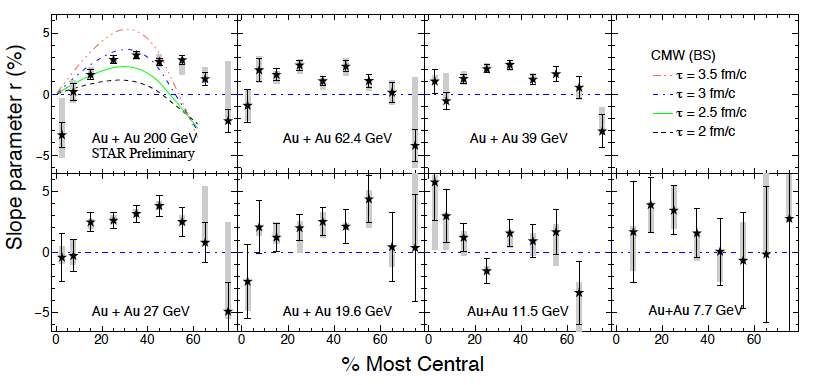 Slope parameter r (%)
5
0
−5
Au + Au 200 GeV
STAR Preliminary
Au + Au 62.4 GeV
Au + Au 39 GeV
CMW (BS)
τ = 3.5 fm/c
τ = 3 fm/c
τ = 2.5 fm/c
τ = 2 fm/c
5
0
−5
Au + Au 27 GeV
Au + Au 19.6 GeV
Au+Au 11.5 GeV
Au+Au 7.7 GeV
0 20 40 60 0 20 40 60 0 20 40 60 0 20 40 60
% Most Central